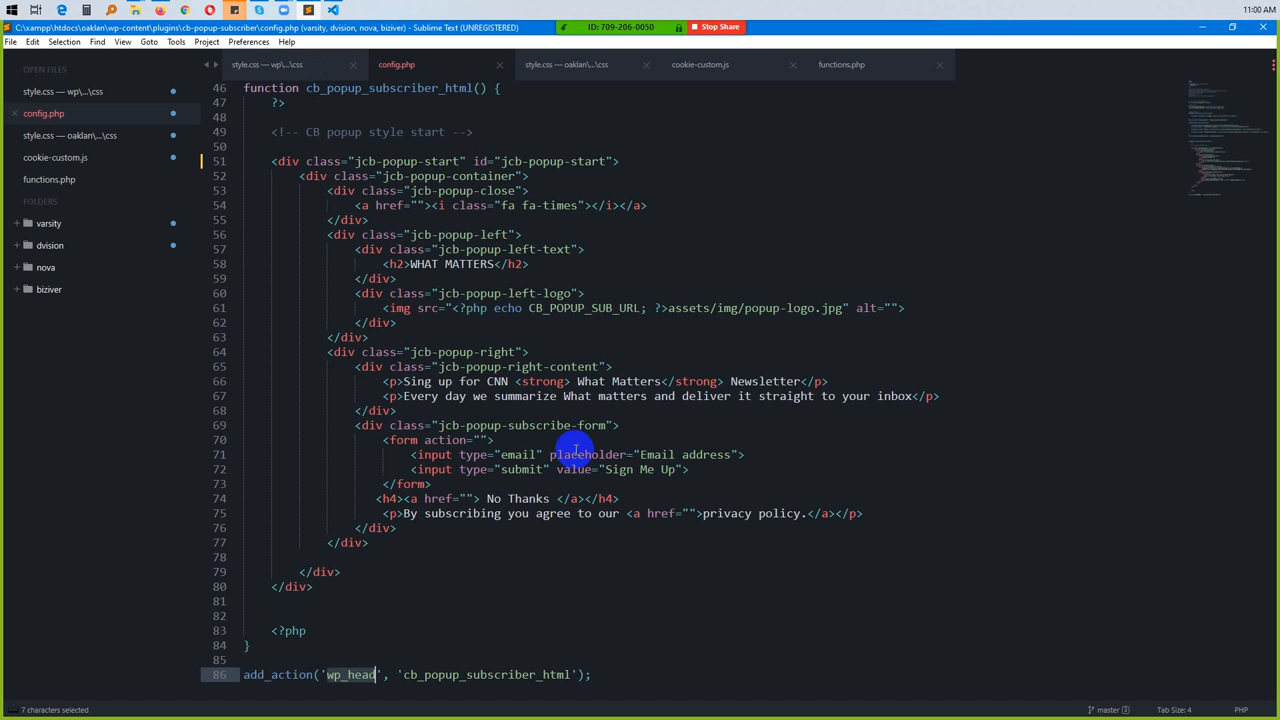 11:00 AM
C:\xampp\htdocs\oaklan\wp-content\plugins\cb-popup-subscriber\config.php (varsity, dvision, nova, biziver) - Sublime Text (UNREGISTERED)
ID: 709-206-0050
Stop Share
File Edit Selection Find View Goto Tools Project Preferences Help
OPEN FILES
style.css — wp\...\css
config.php
style.css — oaklan\...\css
cookie-custom.js
functions.php
FOLDERS
varsity
dvision
nova
biziver
style.css — wp\...\css
config.php
style.css — oaklan\...\css
cookie-custom.js
functions.php
46 function cb_popup_subscriber_html() {
47 ?>
48
49 <!-- CB popup style start -->
50
51 <div class="jcb-popup-start" id="jcb-popup-start">
52 <div class="jcb-popup-container">
53 <div class="jcb-popup-close">
54 <a href=""><i class="fa fa-times"></i></a>
55 </div>
56 <div class="jcb-popup-left">
57 <div class="jcb-popup-left-text">
58 <h2>WHAT MATTERS</h2>
59 </div>
60 <div class="jcb-popup-left-logo">
61 <img src="<?php echo CB_POPUP_SUB_URL; ?>assets/img/popup-logo.jpg" alt="">
62 </div>
63 </div>
64 <div class="jcb-popup-right">
65 <div class="jcb-popup-right-content">
66 <p>Sing up for CNN <strong> What Matters</strong> Newsletter</p>
67 <p>Every day we summarize What matters and deliver it straight to your inbox</p>
68 </div>
69 <div class="jcb-popup-subscribe-form">
70 <form action="">
71 <input type="email" placeholder="Email address">
72 <input type="submit" value="Sign Me Up">
73 </form>
74 <h4><a href=""> No Thanks </a></h4>
75 <p>By subscribing you agree to our <a href="">privacy policy.</a></p>
76 </div>
77 </div>
78
79 </div>
80 </div>
81
82
83 <?php
84 }
85
86 add_action('wp_head', 'cb_popup_subscriber_html');
7 characters selected
master 3
Tab Size: 4
PHP